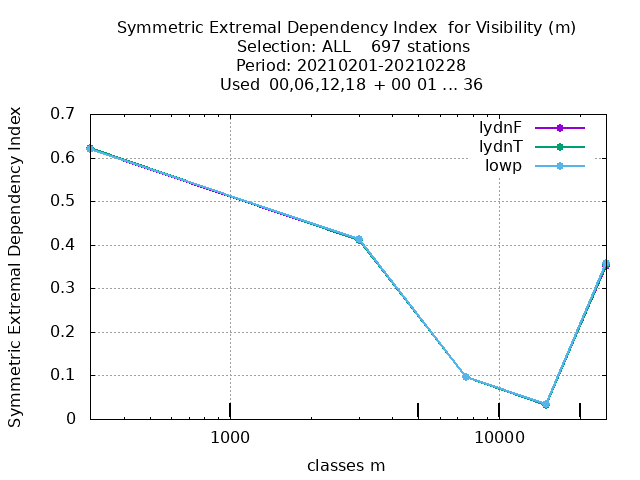 Symmetric Extremal Dependency Index  for Visibility (m)
Selection: ALL    697 stations
Period: 20210201-20210228
Used  00,06,12,18  + 00 01 ... 36
Symmetric Extremal Dependency Index
0.7
0.6
0.5
0.4
0.3
0.2
0.1
0
lydnF
lydnT
lowp
1000 10000
classes m